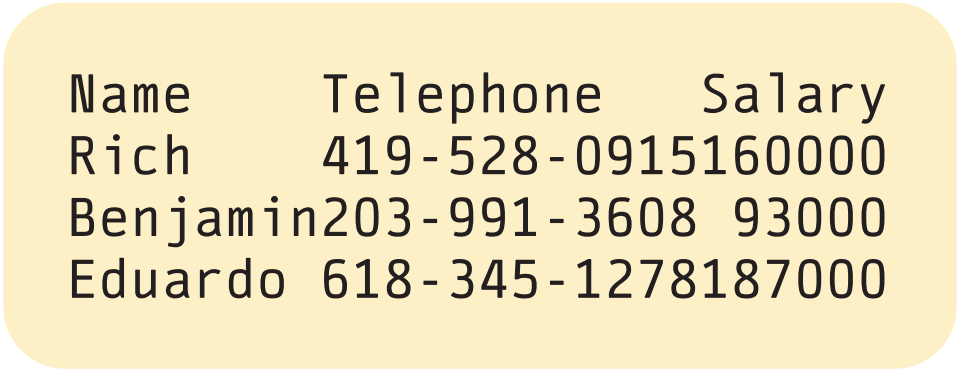 Name    Telephone   Salary
Rich    419-528-0915160000
Benjamin203-991-3608 93000
Eduardo 618-345-1278187000